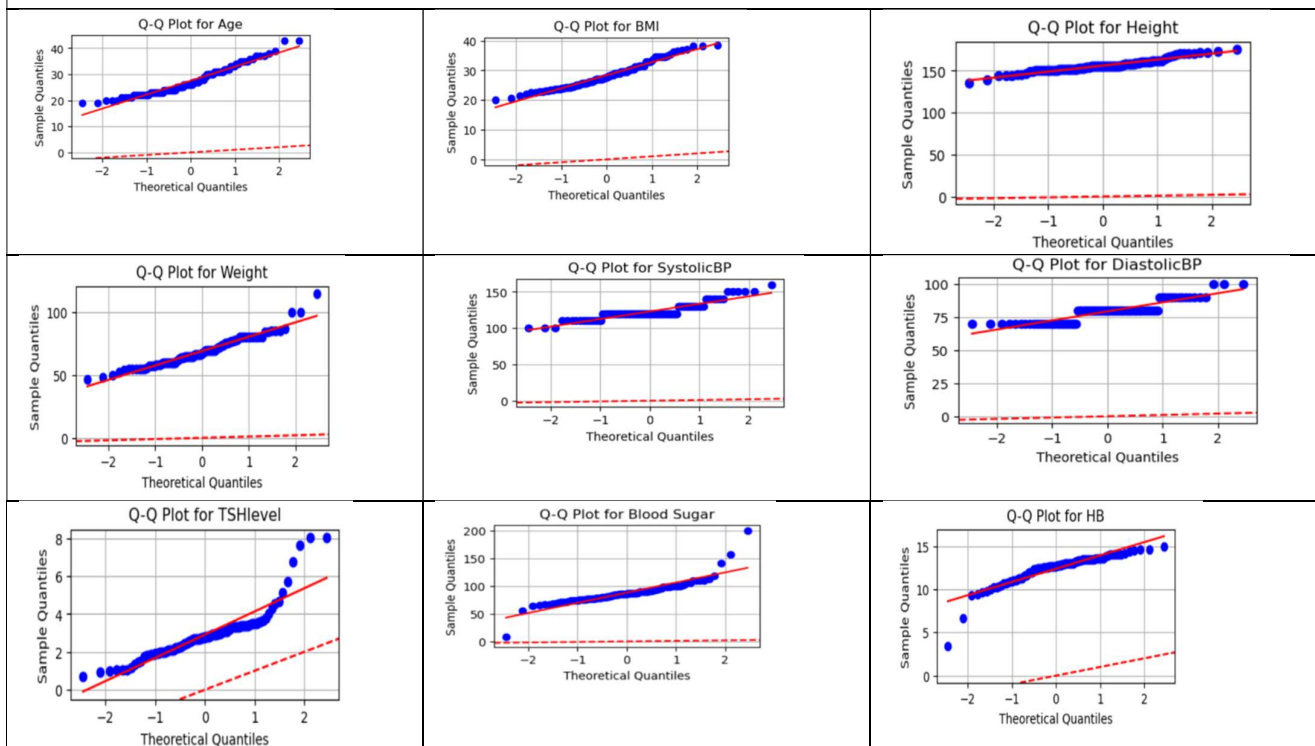 Q-Q Plot for Age
Sample Quantiles
40
30
20
10
0
−2 −1 0 1 2
Theoretical Quantiles
Q-Q Plot for BMI
Sample Quantiles
40
30
20
10
0
−2 −1 0 1 2
Theoretical Quantiles
Q-Q Plot for Height
Sample Quantiles
150
100
50
0
−2 −1 0 1 2
Theoretical Quantiles
Q-Q Plot for Weight
Sample Quantiles
100
50
0
−2 −1 0 1 2
Theoretical Quantiles
Q-Q Plot for SystolicBP
Sample Quantiles
150
100
50
0
−2 −1 0 1 2
Theoretical Quantiles
Q-Q Plot for DiastolicBP
Sample Quantiles
100
75
50
25
0
−2 −1 0 1 2
Theoretical Quantiles
Q-Q Plot for TSHlevel
Sample Quantiles
8
6
4
2
0
−2 −1 0 1 2
Theoretical Quantiles
Q-Q Plot for Blood Sugar
Sample Quantiles
200
150
100
50
0
−2 −1 0 1 2
Theoretical Quantiles
Q-Q Plot for HB
Sample Quantiles
15
10
5
0
−2 −1 0 1 2
Theoretical Quantiles